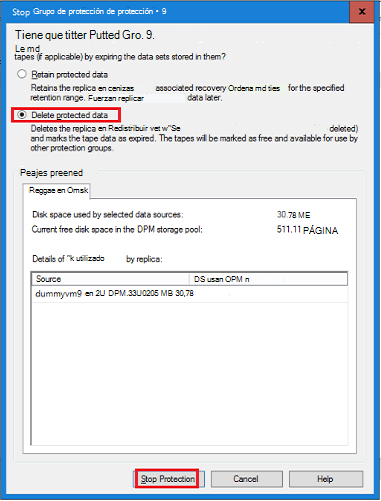 Stop Grupo de protección de protección • 9
Tiene que titter Putted Gro. 9.
Le md
tapes (if applicable) by expiring the data sets stored in them?
Retain protected data
Retains the replica en cenizas associated recovery Ordena md ties for the specified
retention range. Fuerzan replicar data later.
Delete protected data
Deletes the replica en Redistribuir vet w"Se deleted)
and marks the tape data as expired. The tapes will be marked as free and available for use by
other protection groups.
Peajes preened
Reggae en Omsk
Disk space used by selected data sources: 30.78 ME
Current free disk space in the DPM storage pool: 511.11 PÁGINA
Details of "k utilizado by replica:
Source DS usan OPM n
dummyvm9 en 2U DPM.33U0205 MB 30,78
Stop Protection Cancel Help